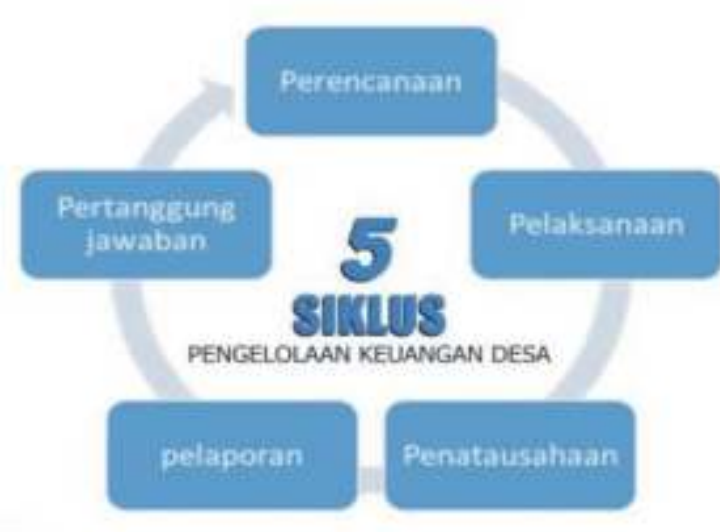 Perencanaan
Pelaksanaan
Penatausahaan
pelaporan
Pertanggung
jawaban
5
SIKLUS
PENGELOLAAN KEUANGAN DESA